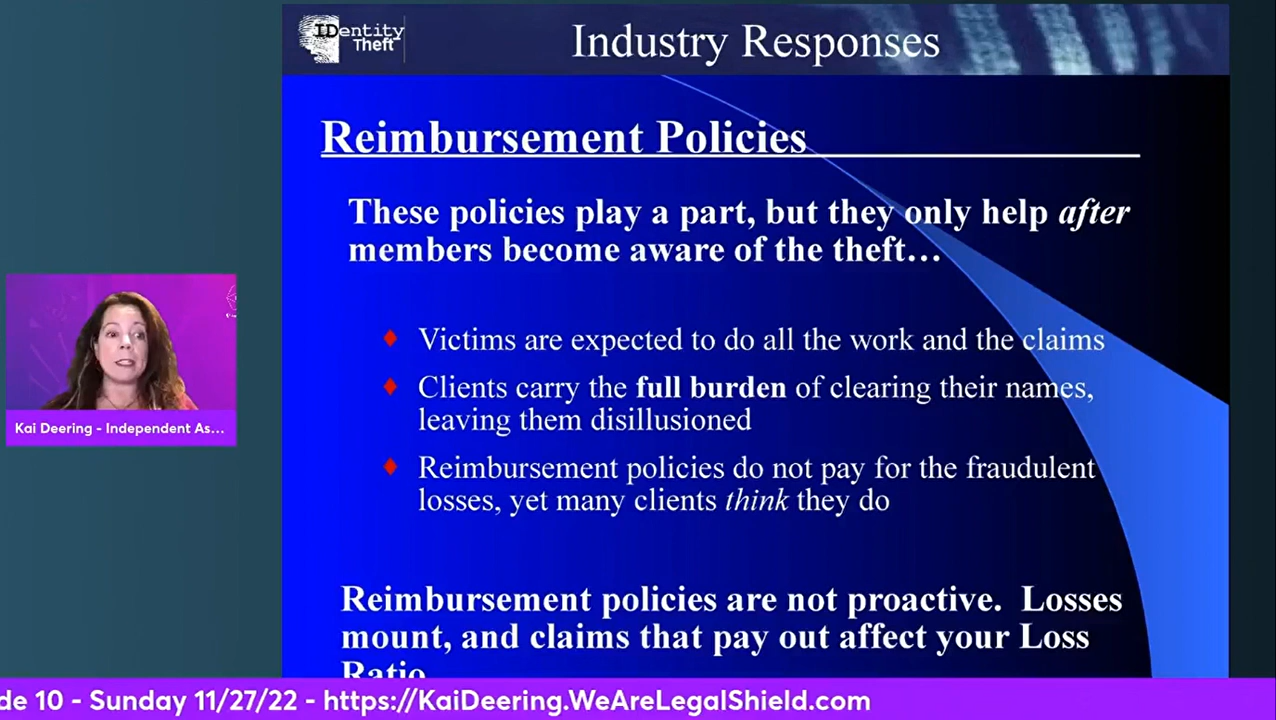 IDentity
Theft
Industry Responses
Reimbursement Policies
These policies play a part, but they only help after
members become aware of the theft…
Victims are expected to do all the work and the claims
Clients carry the full burden of clearing their names,
leaving them disillusioned
Reimbursement policies do not pay for the fraudulent
losses, yet many clients think they do
Reimbursement policies are not proactive. Losses
mount, and claims that pay out affect your Loss
Ratio
Kai Deering - Independent As...
de 10 - Sunday 11/27/22 - https://KaiDeering.WeAreLegalShield.com